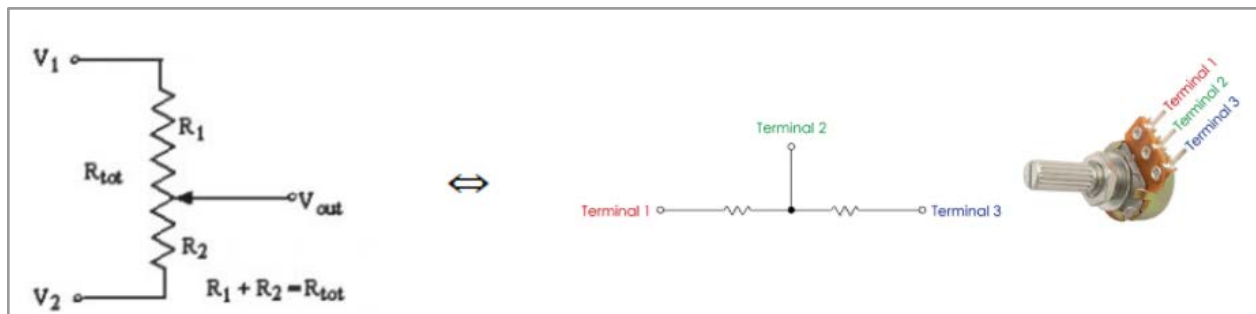 V1
R1
Rtot
Vout
R2
V2
R1 + R2 = Rtot
⇔
Terminal 2
Terminal 1
Terminal 3
Terminal 1
Terminal 2
Terminal 3